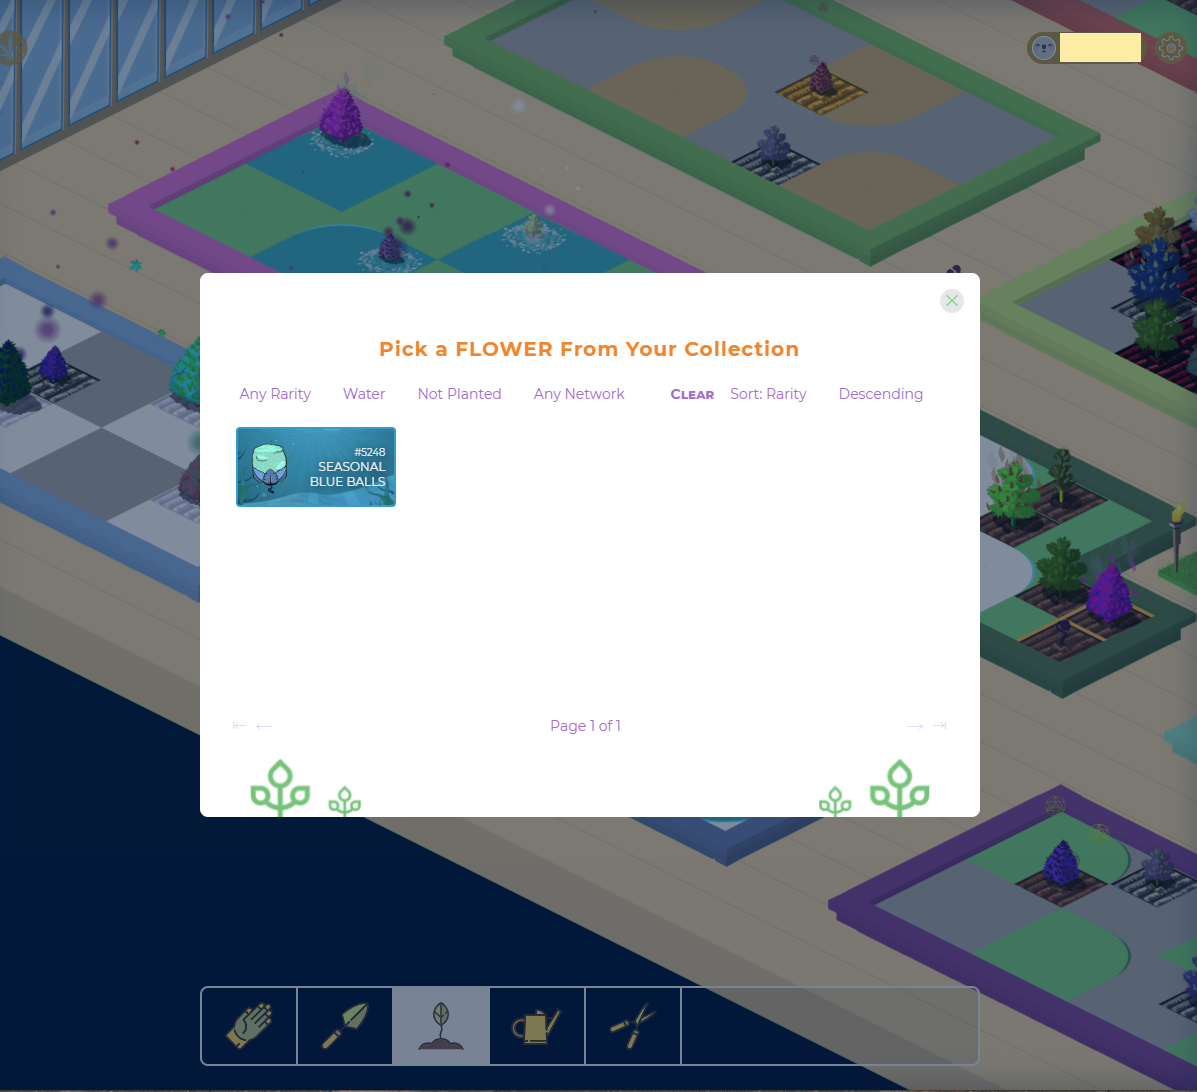 Pick a FLOWER From Your Collection
Any Rarity Water Not Planted Any Network CLEAR Sort: Rarity Descending
#5248
SEASONAL
BLUE BALLS
Page 1 of 1